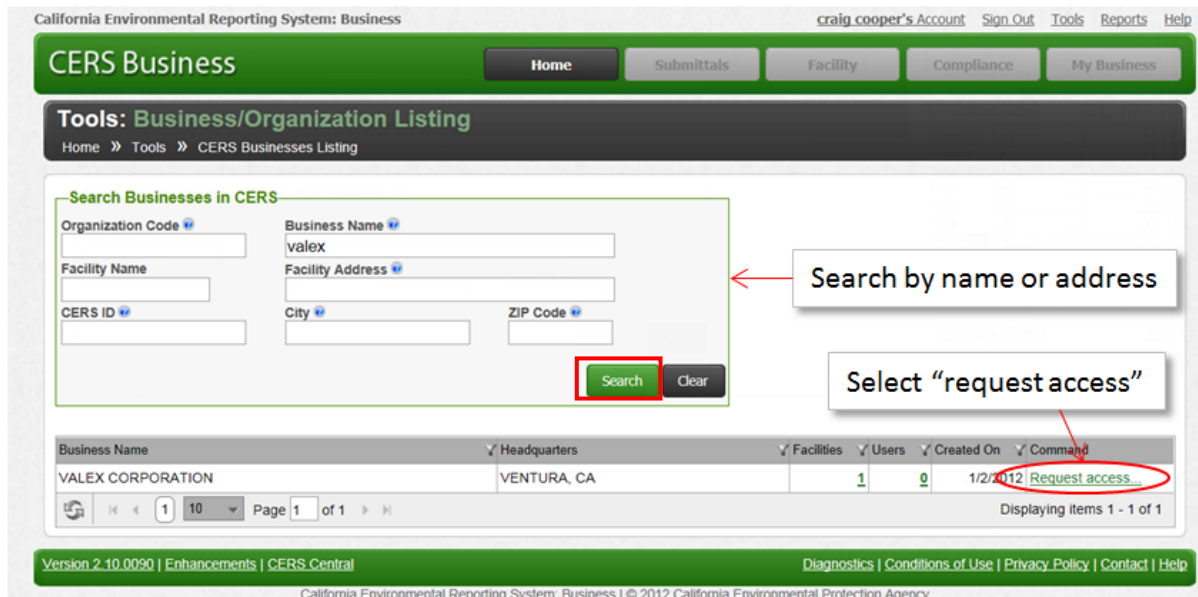 California Environmental Reporting System: Business craig cooper's Account Sign Out Tools Reports Help
CERS Business Home Submittals Facility Compliance My Business
Tools: Business/Organization Listing
Home » Tools » CERS Businesses Listing
Search Businesses in CERS
Organization Code Business Name
valex
Facility Name Facility Address
Search by name or address
CERS ID City ZIP Code
Search Clear
Select “request access”
Business Name Headquarters Facilities Users Created On Command
VALEX CORPORATION VENTURA, CA 1 0 1/2/2012 Request access...
1 10 Page 1 of 1 Displaying items 1 - 1 of 1
Version 2.10.0090 | Enhancements | CERS Central Diagnostics | Conditions of Use | Privacy Policy | Contact | Help
California Environmental Reporting System: Business | © 2012 California Environmental Protection Agency